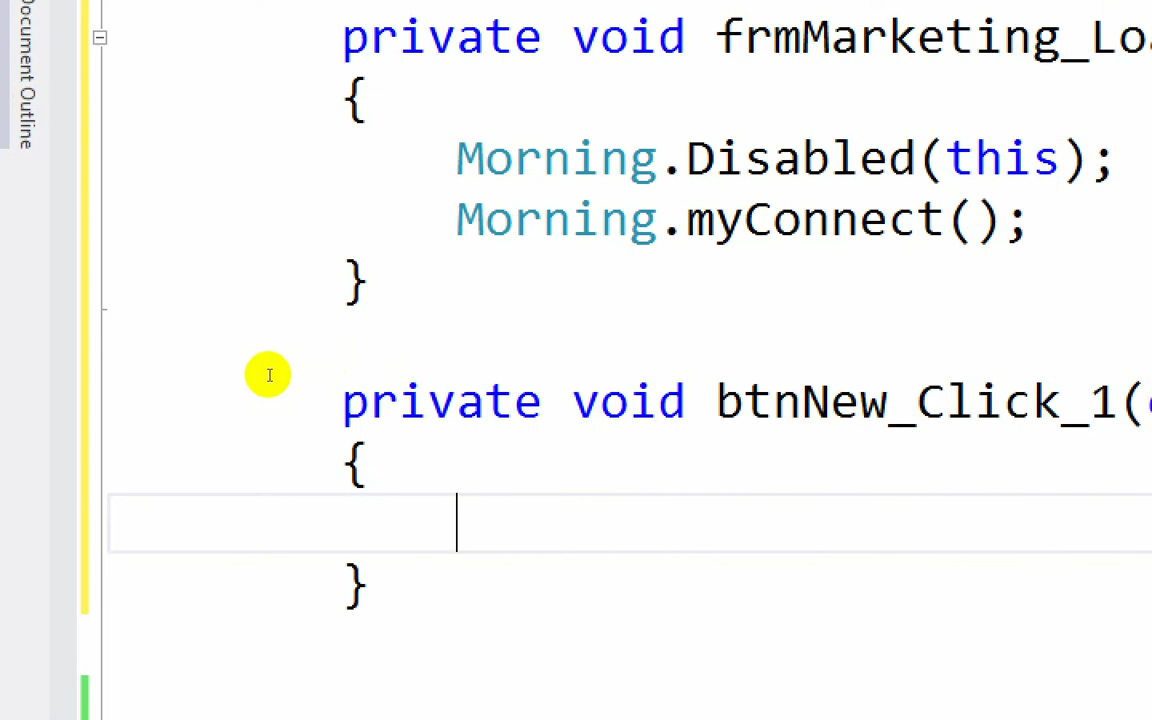 Document Outline
private void frmMarketing_Lo
{
Morning.Disabled(this);
Morning.myConnect();
}
private void btnNew_Click_1(
{
}